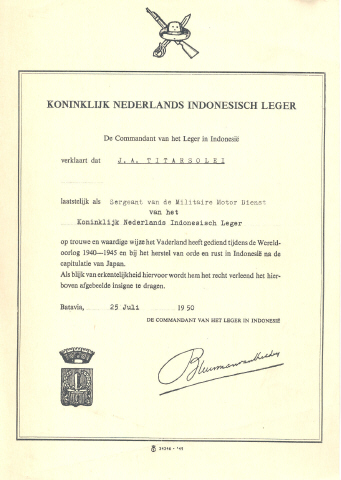 KONINKLIJK NEDERLANDS INDONESISCH LEGER
De Commandant van het Leger in Indonesië
verklaart dat J.A. TITARSOLEI
laatstelijk als Sergeant van de Militaire Motor Dienst
van het
Koninklijk Nederlands Indonesisch Leger
op trouwe en waardige wijze het Vaderland heeft gediend tijdens de Wereld-
oorlog 1940—1945 en bij het herstel van orde en rust in Indonesië na de
capitulatie van Japan.
Als blijk van erkentelijkheid hiervoor wordt hem het recht verleend het hier-
boven afgebeelde insigne te dragen.
Batavia, 25 Juli 1950
DE COMMANDANT VAN HET LEGER IN INDONESIË